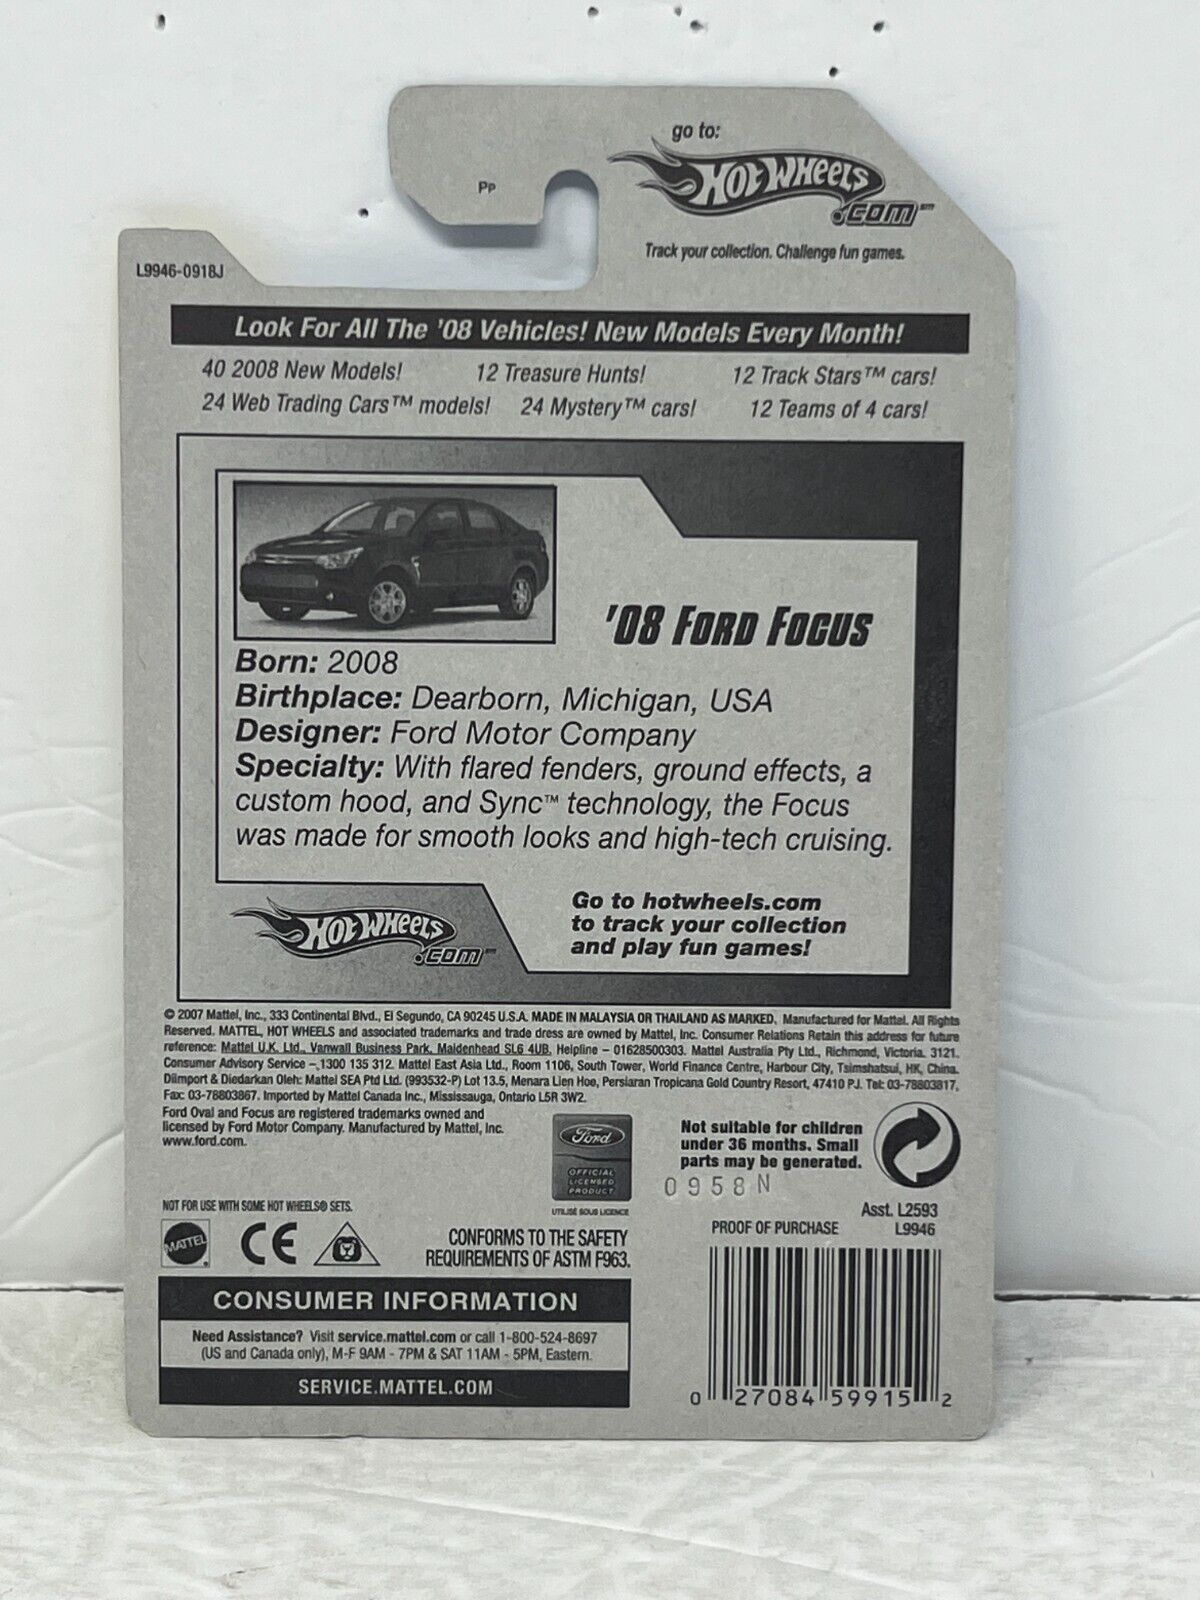 go to:
HOT WHEELS
.COM™
Track your collection. Challenge fun games.
PP
L9946-0918J
Look For All The '08 Vehicles! New Models Every Month!
40 2008 New Models! 12 Treasure Hunts! 12 Track Stars™ cars!
24 Web Trading Cars™ models! 24 Mystery™ cars! 12 Teams of 4 cars!
'08 FORD FOCUS
Born: 2008
Birthplace: Dearborn, Michigan, USA
Designer: Ford Motor Company
Specialty: With flared fenders, ground effects, a
custom hood, and Sync™ technology, the Focus
was made for smooth looks and high-tech cruising.
HOT WHEELS
.COM™
Go to hotwheels.com
to track your collection
and play fun games!
© 2007 Mattel, Inc., 333 Continental Blvd., El Segundo, CA 90245 U.S.A. MADE IN MALAYSIA OR THAILAND AS MARKED. Manufactured for Mattel. All Rights
Reserved. MATTEL, HOT WHEELS and associated trademarks and trade dress are owned by Mattel, Inc. Consumer Relations Retain this address for future
reference: Mattel U.K. Ltd., Vanwall Business Park, Maidenhead SL6 4UB. Helpline – 01628500303. Mattel Australia Pty Ltd., Richmond, Victoria. 3121.
Consumer Advisory Service – 1300 135 312. Mattel East Asia Ltd., Room 1106, South Tower, World Finance Centre, Harbour City, Tsimshatsui, HK, China.
Diimport & Diedarkan Oleh: Mattel SEA Ptd Ltd. (993532-P) Lot 13.5, Menara Lien Hoe, Persiaran Tropicana Gold Country Resort, 47410 PJ. Tel: 03-78803817.
Fax: 03-78803867. Imported by Mattel Canada Inc., Mississauga, Ontario L5R 3W2.
Ford Oval and Focus are registered trademarks owned and
licensed by Ford Motor Company. Manufactured by Mattel, Inc.
www.ford.com.
Ford
OFFICIAL
LICENSED
PRODUCT
UTILISÉ SOUS LICENCE
Not suitable for children
under 36 months. Small
parts may be generated.
0958N
NOT FOR USE WITH SOME HOT WHEELS® SETS.
Asst. L2593
PROOF OF PURCHASE L9946
MATTEL
CE
CONFORMS TO THE SAFETY
REQUIREMENTS OF ASTM F963.
CONSUMER INFORMATION
Need Assistance? Visit service.mattel.com or call 1-800-524-8697
(US and Canada only), M-F 9AM - 7PM & SAT 11AM - 5PM, Eastern.
SERVICE.MATTEL.COM
0 27084 59915 2